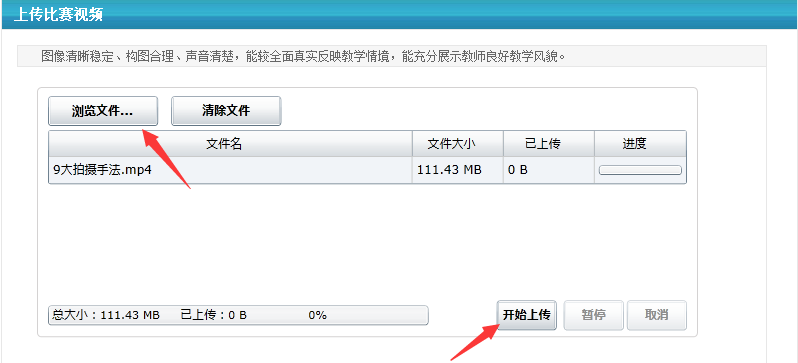 上传比赛视频
图像清晰稳定、构图合理、声音清楚，能较全面真实反映教学情境，能充分展示教师良好教学风貌。
浏览文件... 清除文件
文件名 文件大小 已上传 进度
9大拍摄手法.mp4 111.43 MB 0 B
总大小：111.43 MB 已上传：0 B 0% 开始上传 暂停 取消